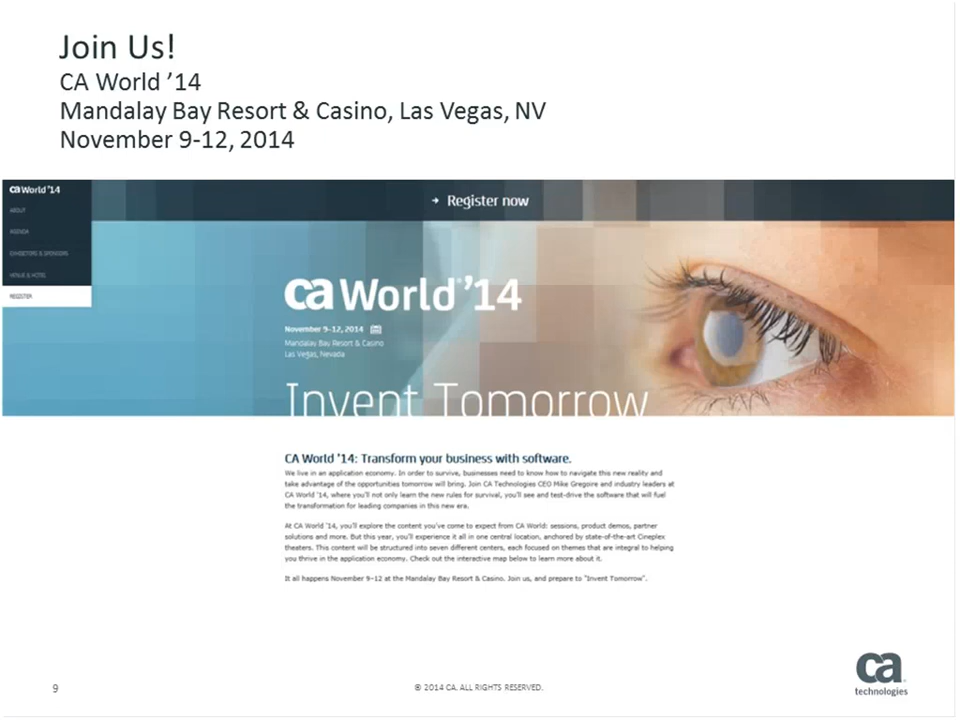 Join Us!
CA World ’14
Mandalay Bay Resort & Casino, Las Vegas, NV
November 9-12, 2014
ca World '14
ABOUT
AGENDA
EXHIBITORS & SPONSORS
VENUE & HOTEL
REGISTER
→ Register now
ca World ’14
November 9–12, 2014
Mandalay Bay Resort & Casino
Las Vegas, Nevada
Invent Tomorrow
CA World '14: Transform your business with software.
We live in an application economy. In order to survive, businesses need to know how to navigate this new reality and
take advantage of the opportunities tomorrow will bring. Join CA Technologies CEO Mike Gregoire and industry leaders at
CA World '14, where you'll not only learn the new rules for survival, you'll see and test-drive the software that will fuel
the transformation for leading companies in this new era.
At CA World '14, you'll explore the content you've come to expect from CA World: sessions, product demos, partner
solutions and more. But this year, you'll experience it all in one central location, anchored by state-of-the-art Cineplex
theaters. This content will be structured into seven different centers, each focused on themes that are integral to helping
you thrive in the application economy. Check out the interactive map below to learn more about it.
It all happens November 9–12 at the Mandalay Bay Resort & Casino. Join us, and prepare to "Invent Tomorrow".
9
© 2014 CA. ALL RIGHTS RESERVED.
ca
technologies